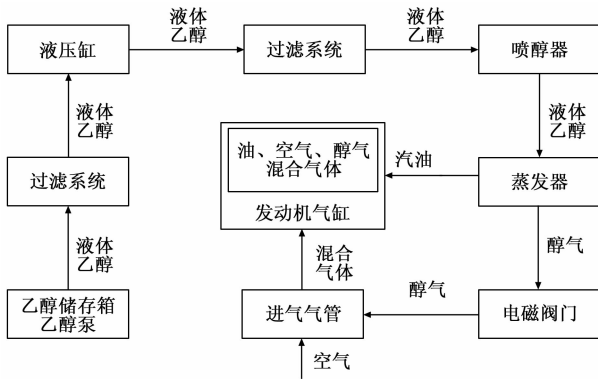 液压缸
液体
乙醇
过滤系统
液体
乙醇
喷醇器
液体
乙醇
液体
乙醇
过滤系统
油、空气、醇气
混合气体
发动机气缸
汽油
蒸发器
液体
乙醇
混合
气体
醇气
乙醇储存箱
乙醇泵
进气气管
醇气
电磁阀门
空气